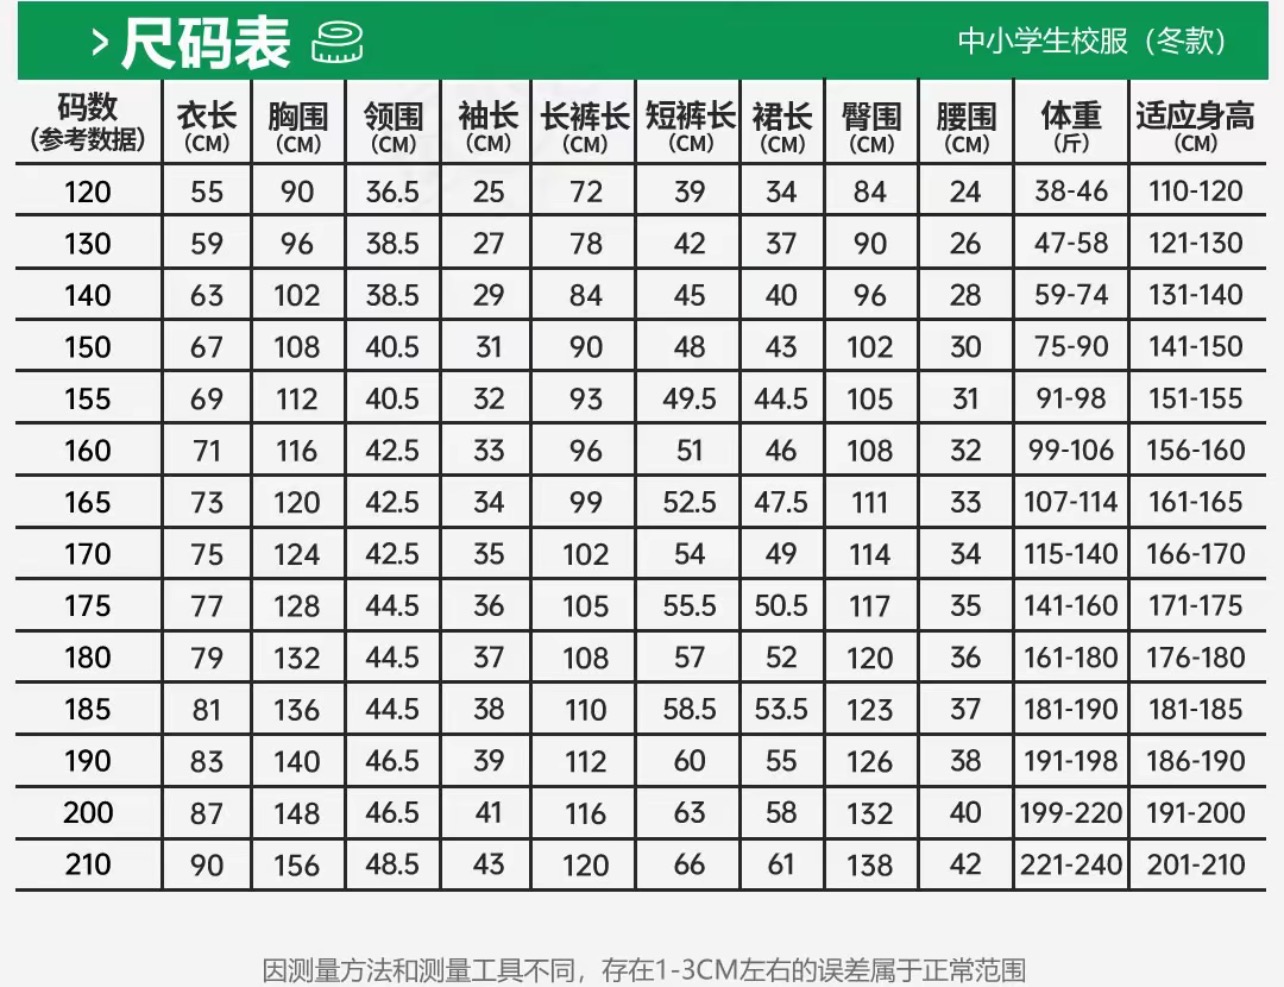 尺码表
中小学生校服（冬款）
码数 衣长 胸围 领围 袖长 长裤长 短裤长 裙长 臀围 腰围 体重 适应身高
（参考数据） （CM） （CM） （CM） （CM） （CM） （CM） （CM） （CM） （CM） （斤） （CM）
120 55 90 36.5 25 72 39 34 84 24 38-46 110-120
130 59 96 38.5 27 78 42 37 90 26 47-58 121-130
140 63 102 38.5 29 84 45 40 96 28 59-74 131-140
150 67 108 40.5 31 90 48 43 102 30 75-90 141-150
155 69 112 40.5 32 93 49.5 44.5 105 31 91-98 151-155
160 71 116 42.5 33 96 51 46 108 32 99-106 156-160
165 73 120 42.5 34 99 52.5 47.5 111 33 107-114 161-165
170 75 124 42.5 35 102 54 49 114 34 115-140 166-170
175 77 128 44.5 36 105 55.5 50.5 117 35 141-160 171-175
180 79 132 44.5 37 108 57 52 120 36 161-180 176-180
185 81 136 44.5 38 110 58.5 53.5 123 37 181-190 181-185
190 83 140 46.5 39 112 60 55 126 38 191-198 186-190
200 87 148 46.5 41 116 63 58 132 40 199-220 191-200
210 90 156 48.5 43 120 66 61 138 42 221-240 201-210
因测量方法和测量工具不同，存在1-3CM左右的误差属于正常范围